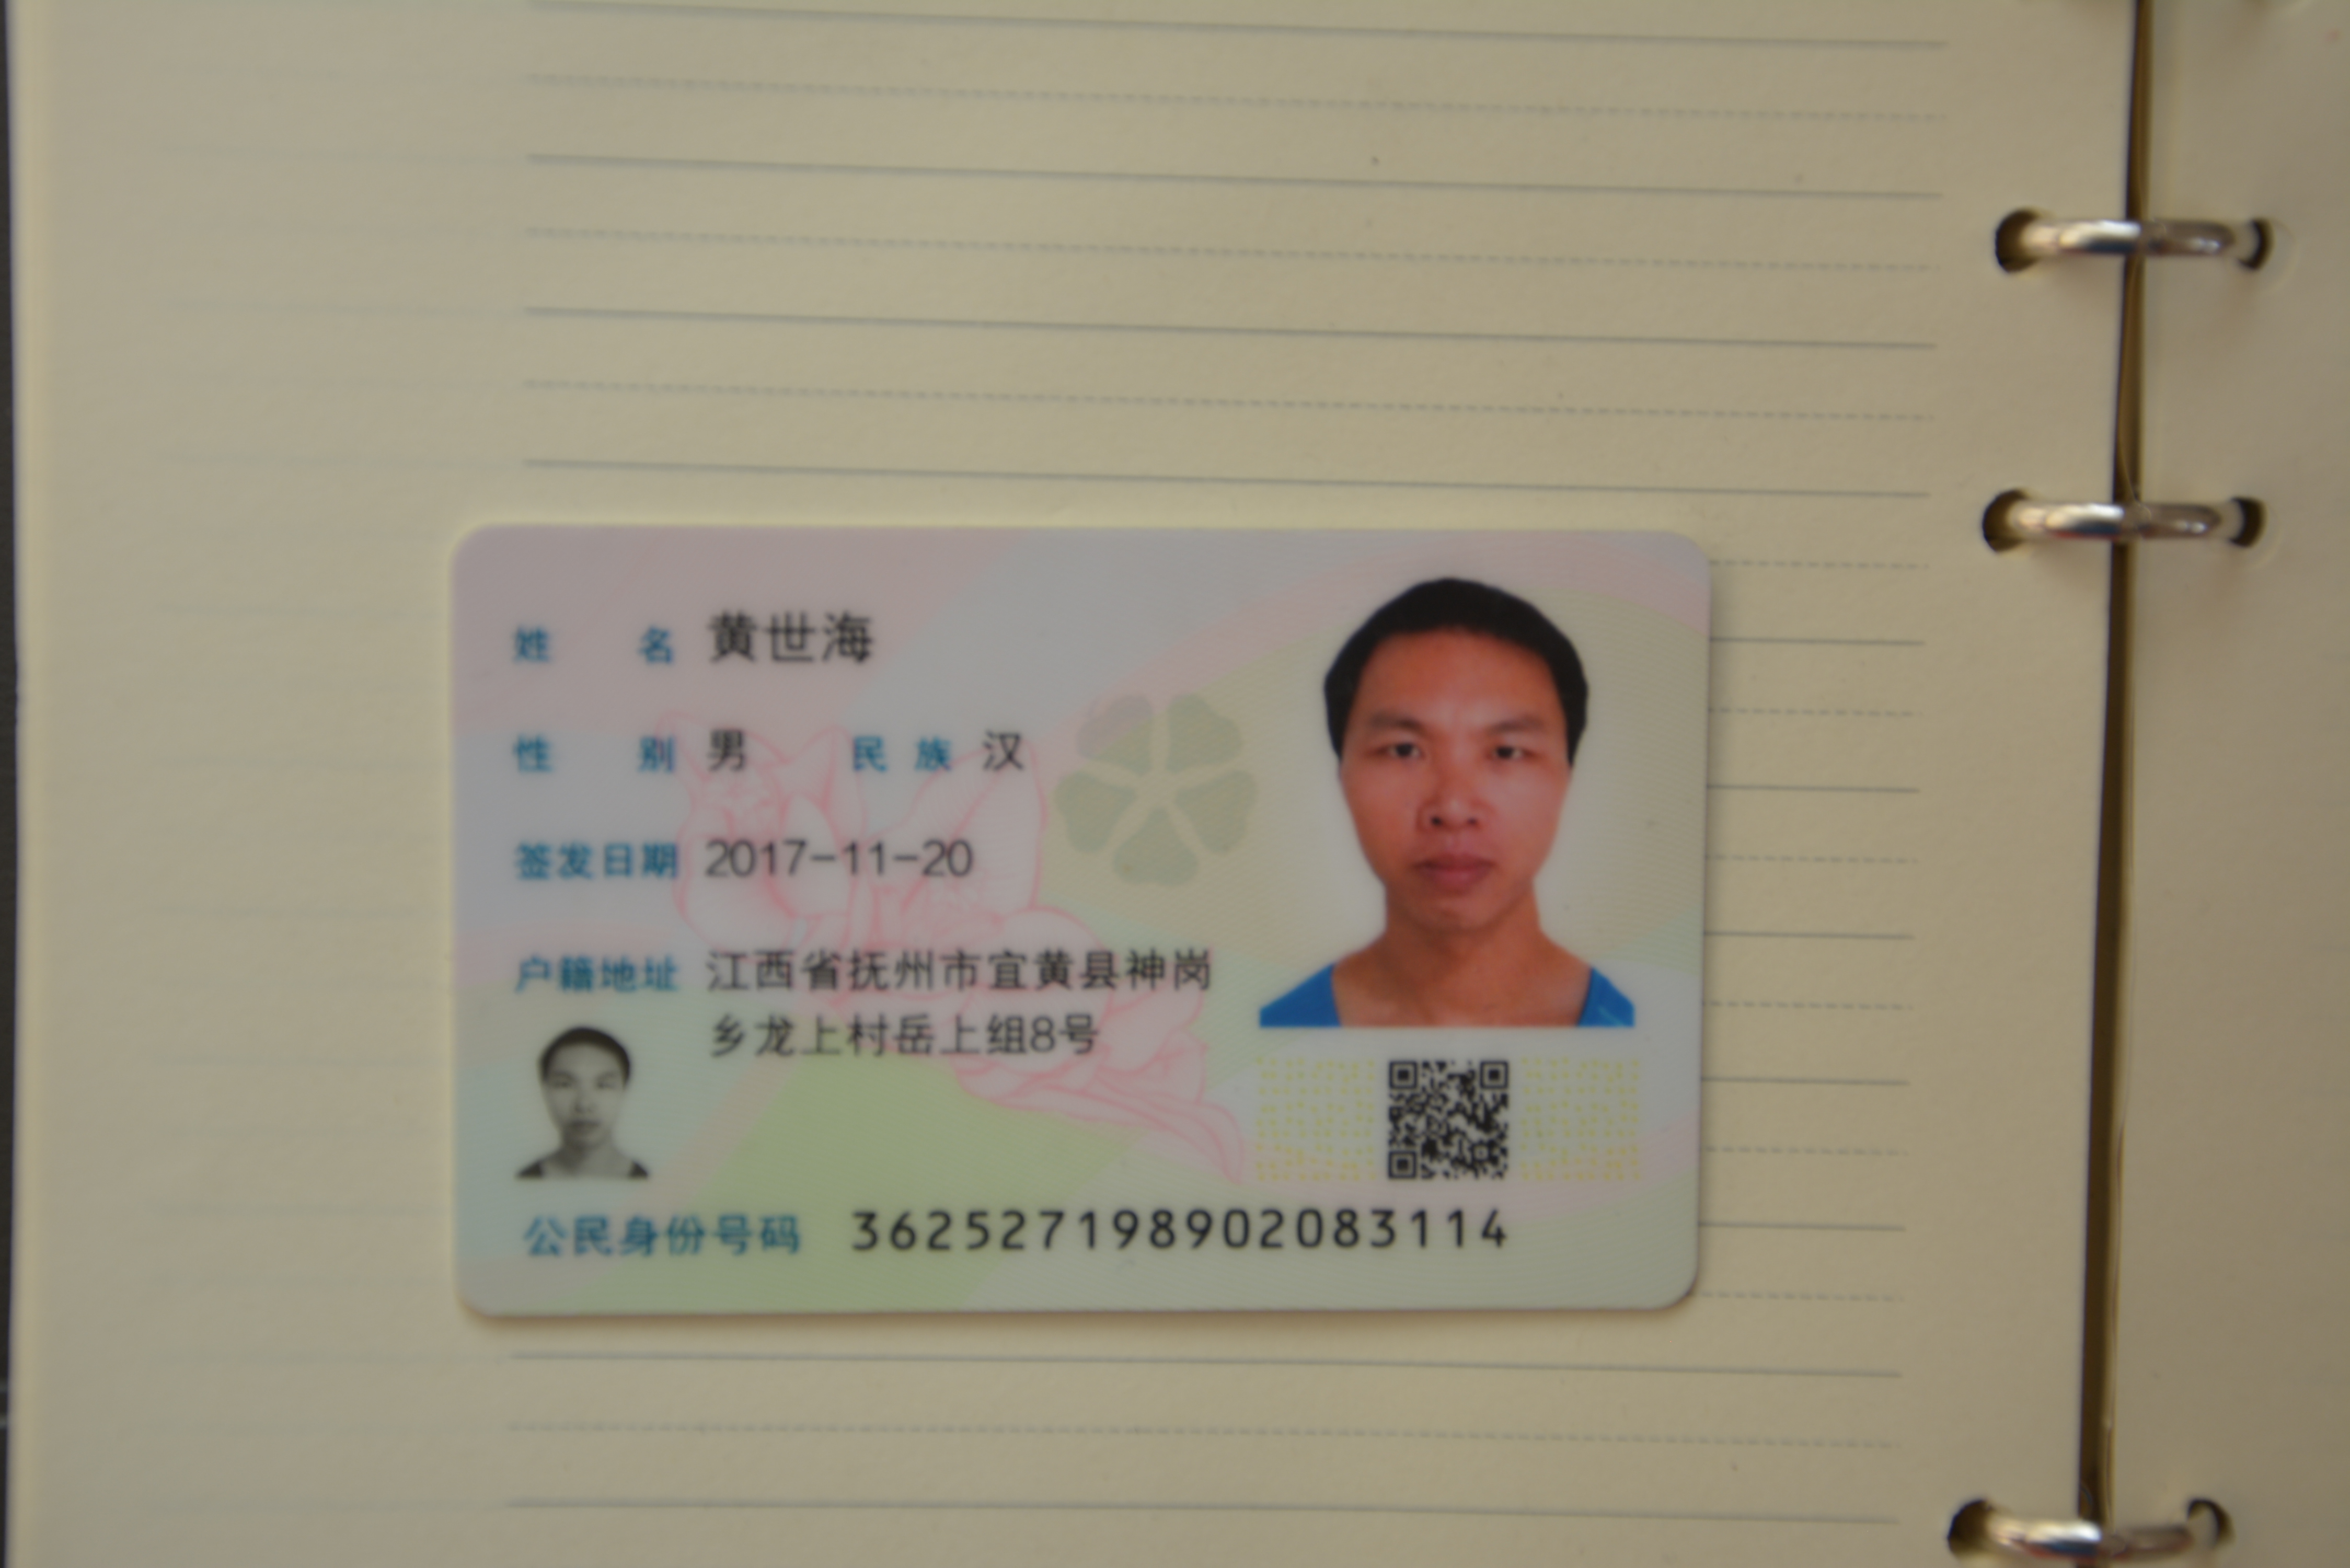 姓名 黄世海
性别 男 民族 汉
签发日期 2017-11-20
户籍地址 江西省抚州市宜黄县神岗
乡龙上村岳上组8号
公民身份号码 362527198902083114